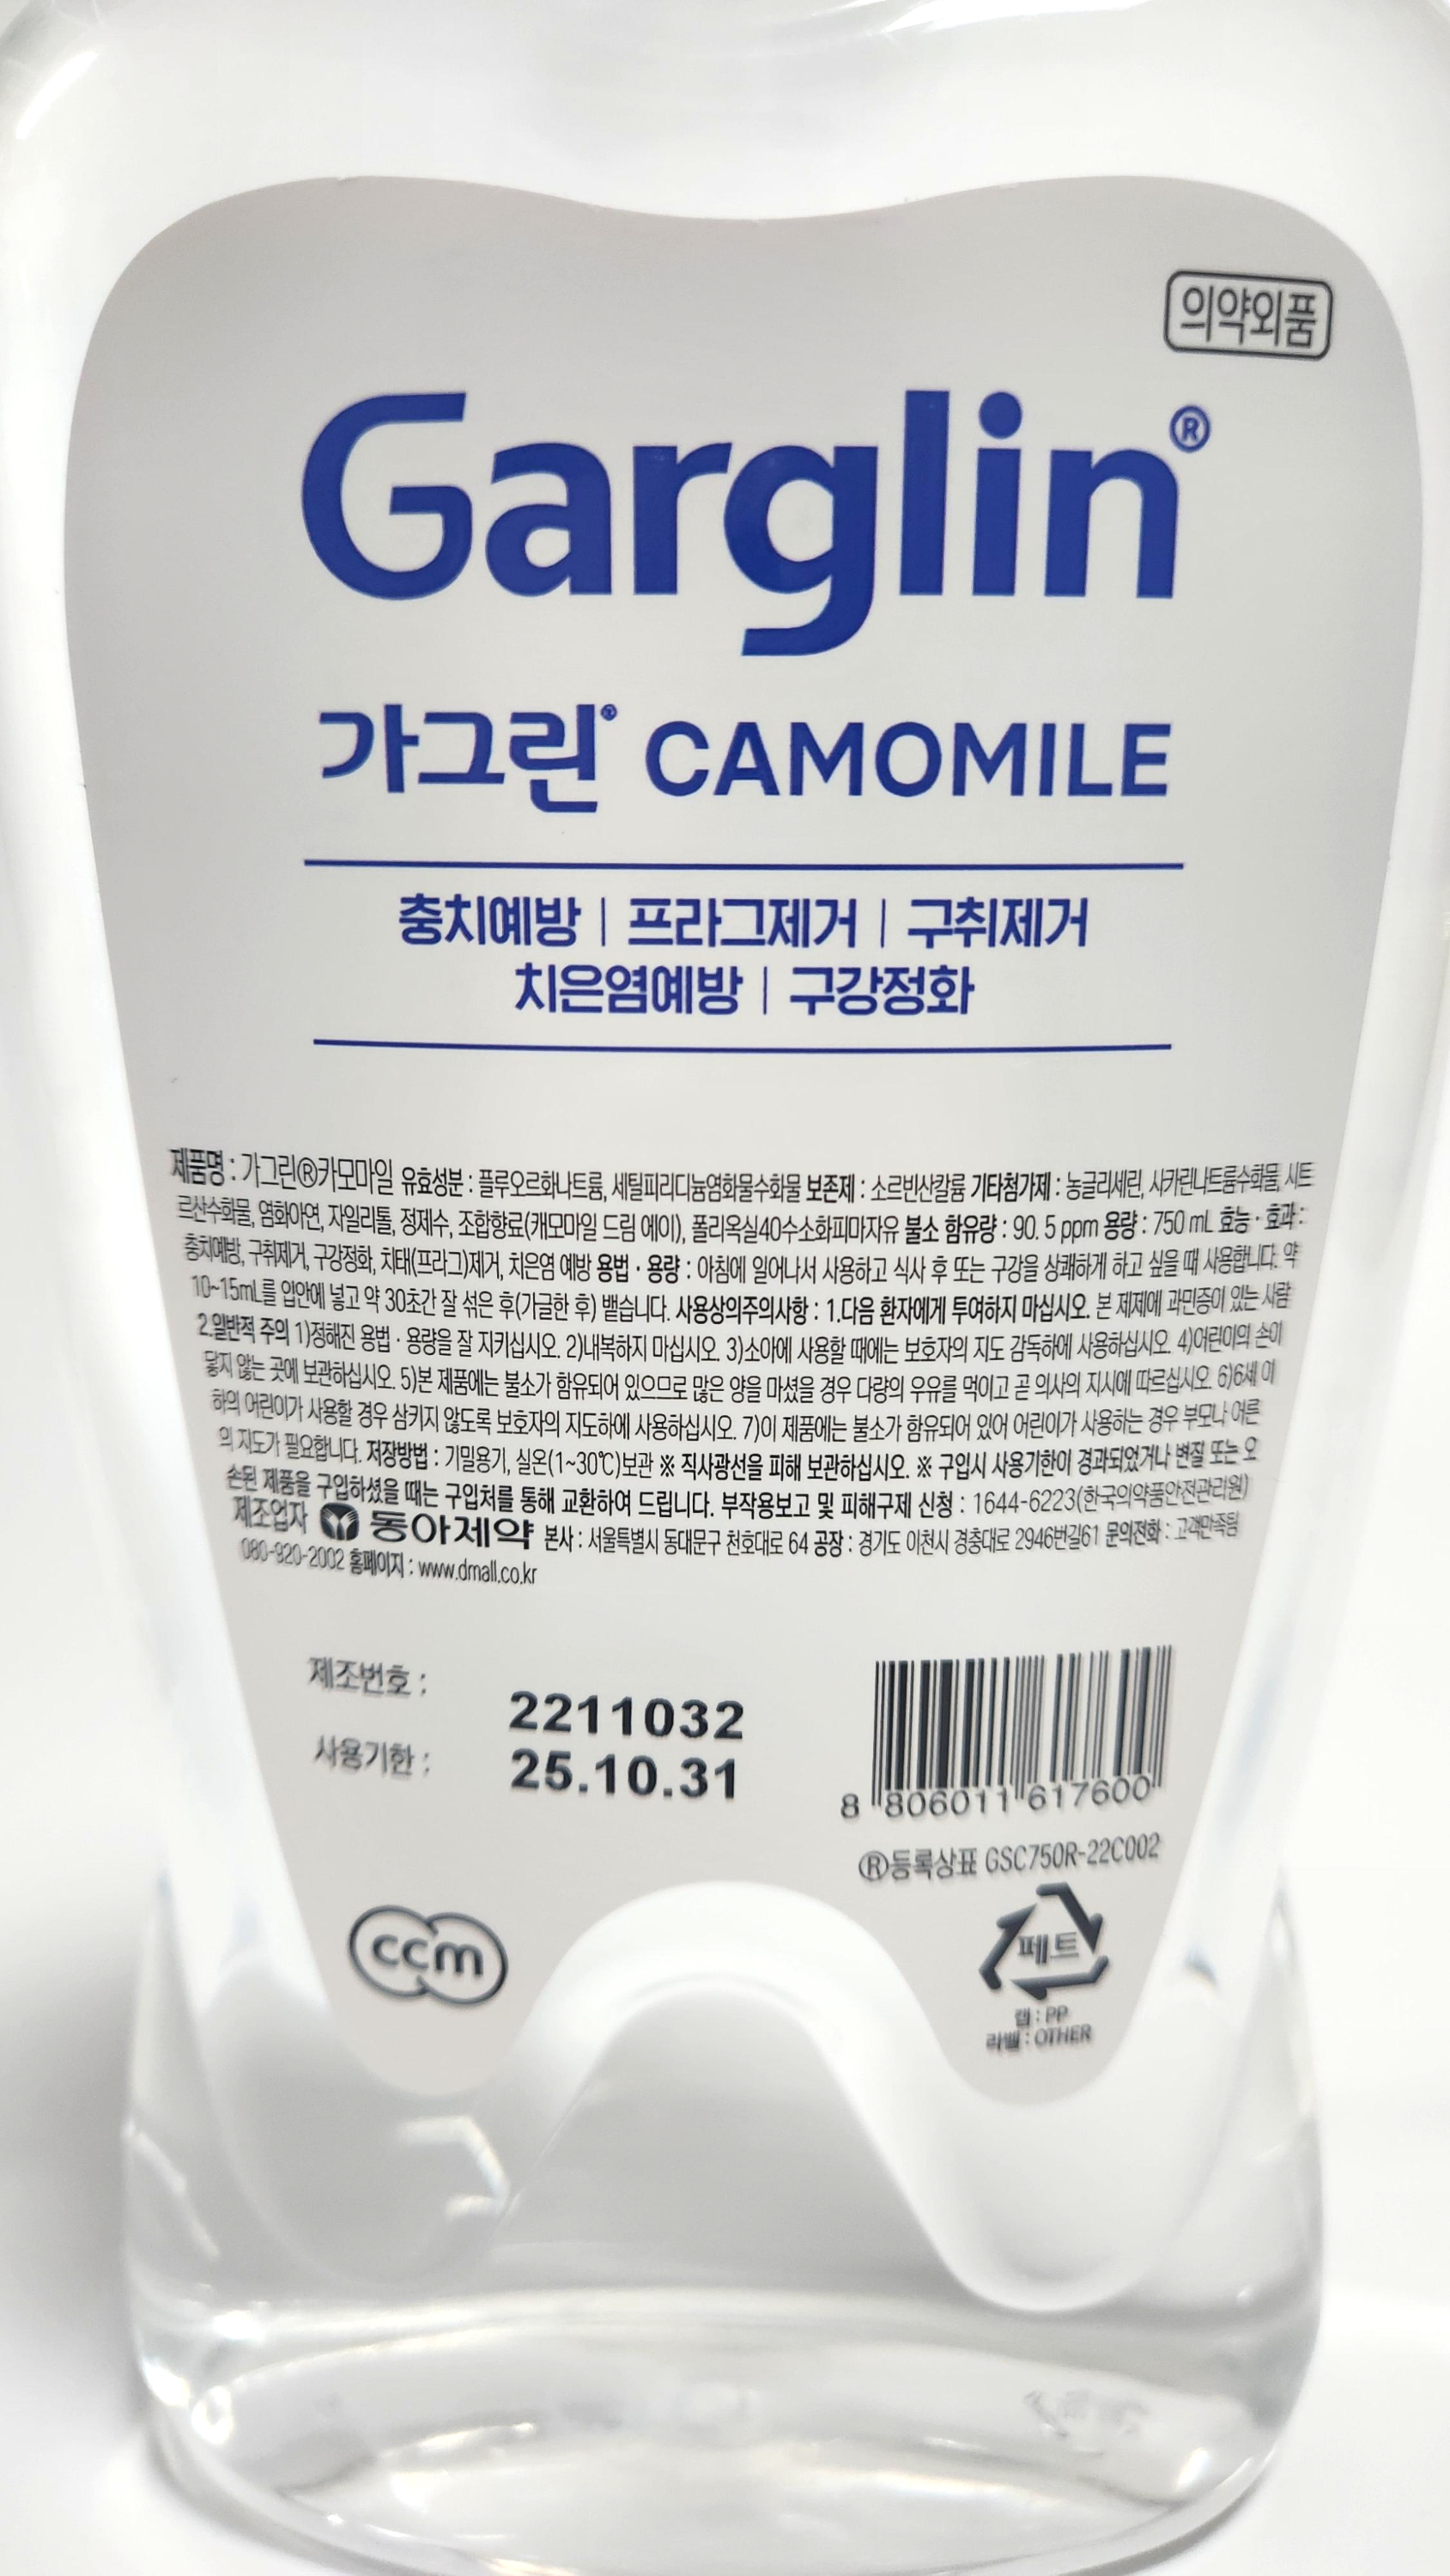 의약외품
Garglin®
가그린® CAMOMILE
충치예방 | 프라그제거 | 구취제거
치은염예방 | 구강정화
제품명 : 가그린®카모마일 유효성분 : 플루오르화나트륨, 세틸피리디늄염화물수화물 보존제 : 소르빈산칼륨 기타첨가제 : 농글리세린, 사카린나트륨수화물, 시트
르산수화물, 염화아연, 자일리톨, 정제수, 조합향료(캐모마일 드림 에이), 폴리옥실40수소화피마자유 불소 함유량 : 90. 5 ppm 용량 : 750 mL 효능 · 효과 :
충치예방, 구취제거, 구강정화, 치태(프라그)제거, 치은염 예방 용법 · 용량 : 아침에 일어나서 사용하고 식사 후 또는 구강을 상쾌하게 하고 싶을 때 사용합니다. 약
10~15mL를 입안에 넣고 약 30초간 잘 섞은 후(가글한 후) 뱉습니다. 사용상의주의사항 : 1.다음 환자에게 투여하지 마십시오. 본 제제에 과민증이 있는 사람
2.일반적 주의 1)정해진 용법 · 용량을 잘 지키십시오. 2)내복하지 마십시오. 3)소아에 사용할 때에는 보호자의 지도 감독하에 사용하십시오. 4)어린이의 손이
닿지 않는 곳에 보관하십시오. 5)본 제품에는 불소가 함유되어 있으므로 많은 양을 마셨을 경우 다량의 우유를 먹이고 곧 의사의 지시에 따르십시오. 6)6세 이
하의 어린이가 사용할 경우 삼키지 않도록 보호자의 지도하에 사용하십시오. 7)이 제품에는 불소가 함유되어 있어 어린이가 사용하는 경우 부모나 어른
의 지도가 필요합니다. 저장방법 : 기밀용기, 실온(1~30℃)보관 ※ 직사광선을 피해 보관하십시오. ※ 구입시 사용기한이 경과되었거나 변질 또는 오
손된 제품을 구입하셨을 때는 구입처를 통해 교환하여 드립니다. 부작용보고 및 피해구제 신청 : 1644-6223(한국의약품안전관리원)
제조업자 동아제약 본사 : 서울특별시 동대문구 천호대로 64 공장 : 경기도 이천시 경충대로 2946번길61 문의전화 : 고객만족팀
080-920-2002 홈페이지 : www.dmall.co.kr
제조번호 : 2211032
사용기한 : 25.10.31
8 806011 617600
®등록상표 GSC750R-22C002
ccm
페트
캡 : PP
라벨 : OTHER